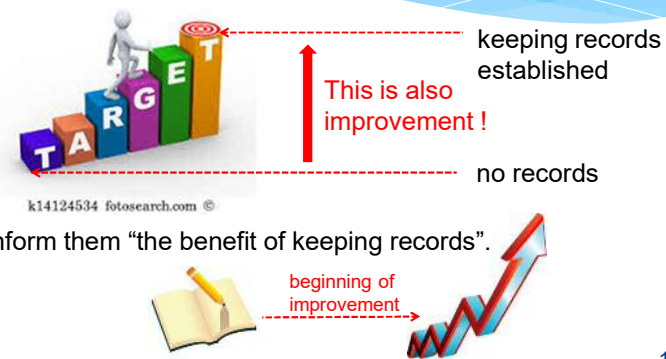 keeping records
established
TARGET
This is also
improvement !
no records
k14124534 fotosearch.com ©
nform them “the benefit of keeping records”.
beginning of
improvement